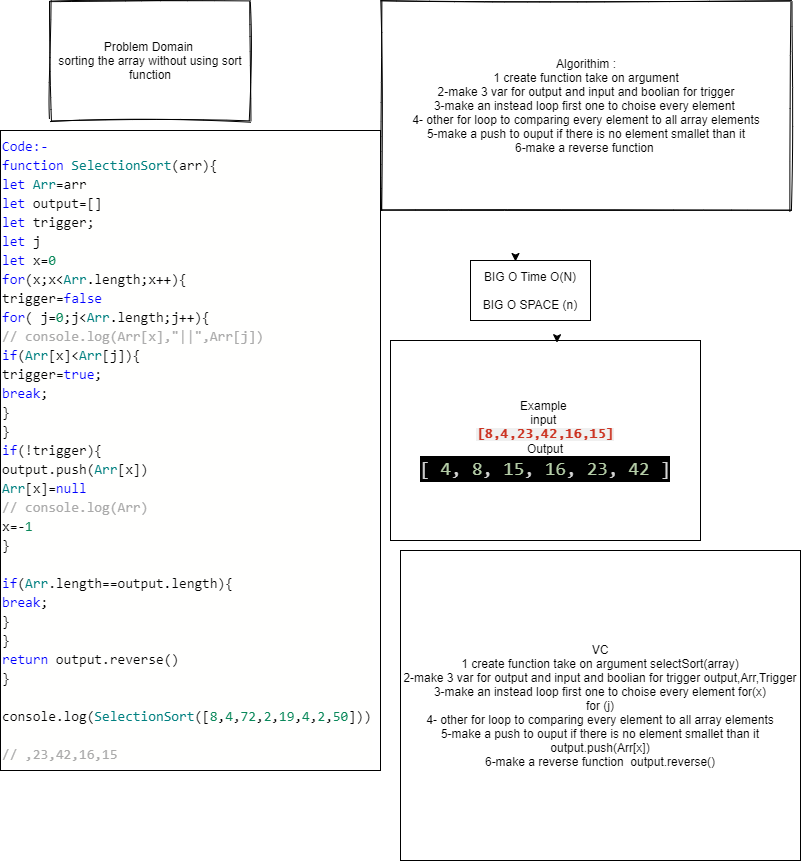 Problem Domain
sorting the array without using sort
function
Algorithim :
1 create function take on argument
2-make 3 var for output and input and boolian for trigger
3-make an instead loop first one to choise every element
4- other for loop to comparing every element to all array elements
5-make a push to ouput if there is no element smallet than it
6-make a reverse function
Code:-
function SelectionSort(arr){
let Arr=arr
let output=[]
let trigger;
let j
let x=0
for(x;x<Arr.length;x++){
trigger=false
for( j=0;j<Arr.length;j++){
// console.log(Arr[x],"||",Arr[j])
if(Arr[x]<Arr[j]){
trigger=true;
break;
}
}
if(!trigger){
output.push(Arr[x])
Arr[x]=null
// console.log(Arr)
x=-1
}
if(Arr.length==output.length){
break;
}
}
return output.reverse()
}
console.log(SelectionSort([8,4,72,2,19,4,2,50]))
// ,23,42,16,15
BIG O Time O(N)
BIG O SPACE (n)
Example
input
[8,4,23,42,16,15]
Output
[ 4, 8, 15, 16, 23, 42 ]
VC
1 create function take on argument selectSort(array)
2-make 3 var for output and input and boolian for trigger output,Arr,Trigger
3-make an instead loop first one to choise every element for(x)
for (j)
4- other for loop to comparing every element to all array elements
5-make a push to ouput if there is no element smallet than it
output.push(Arr[x])
6-make a reverse function  output.reverse()